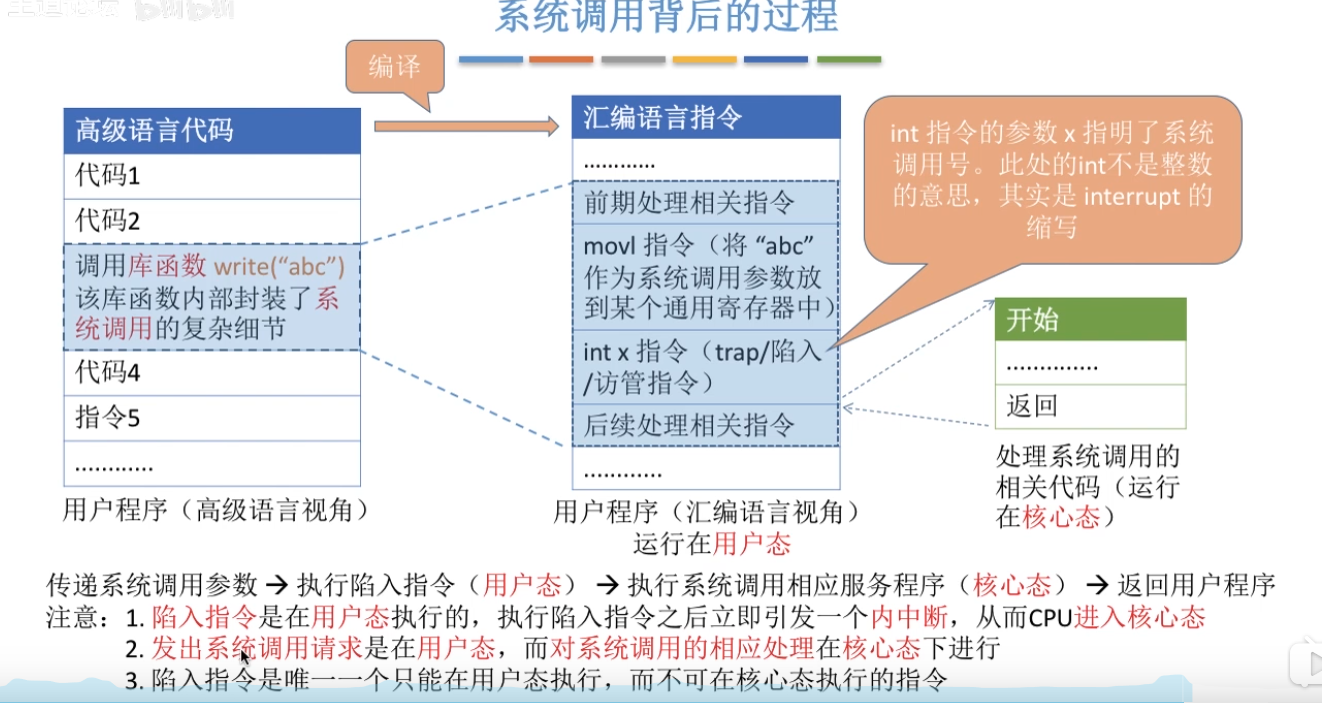 系统调用背后的过程
编译
高级语言代码
代码1
代码2
调用库函数 write(“abc”)
该库函数内部封装了系
统调用的复杂细节
代码4
指令5
…………
用户程序（高级语言视角）
汇编语言指令
…………
前期处理相关指令
movl 指令（将 “abc”
作为系统调用参数放
到某个通用寄存器中）
int x 指令（trap/陷入
/访管指令）
后续处理相关指令
…………
用户程序（汇编语言视角）
运行在用户态
int 指令的参数 x 指明了系统
调用号。此处的int不是整数
的意思，其实是 interrupt 的
缩写
开始
…………..
返回
处理系统调用的
相关代码（运行
在核心态）
传递系统调用参数 → 执行陷入指令（用户态） → 执行系统调用相应服务程序（核心态） → 返回用户程序
注意：1. 陷入指令是在用户态执行的，执行陷入指令之后立即引发一个内中断，从而CPU进入核心态
2. 发出系统调用请求是在用户态，而对系统调用的相应处理在核心态下进行
3. 陷入指令是唯一一个只能在用户态执行，而不可在核心态执行的指令